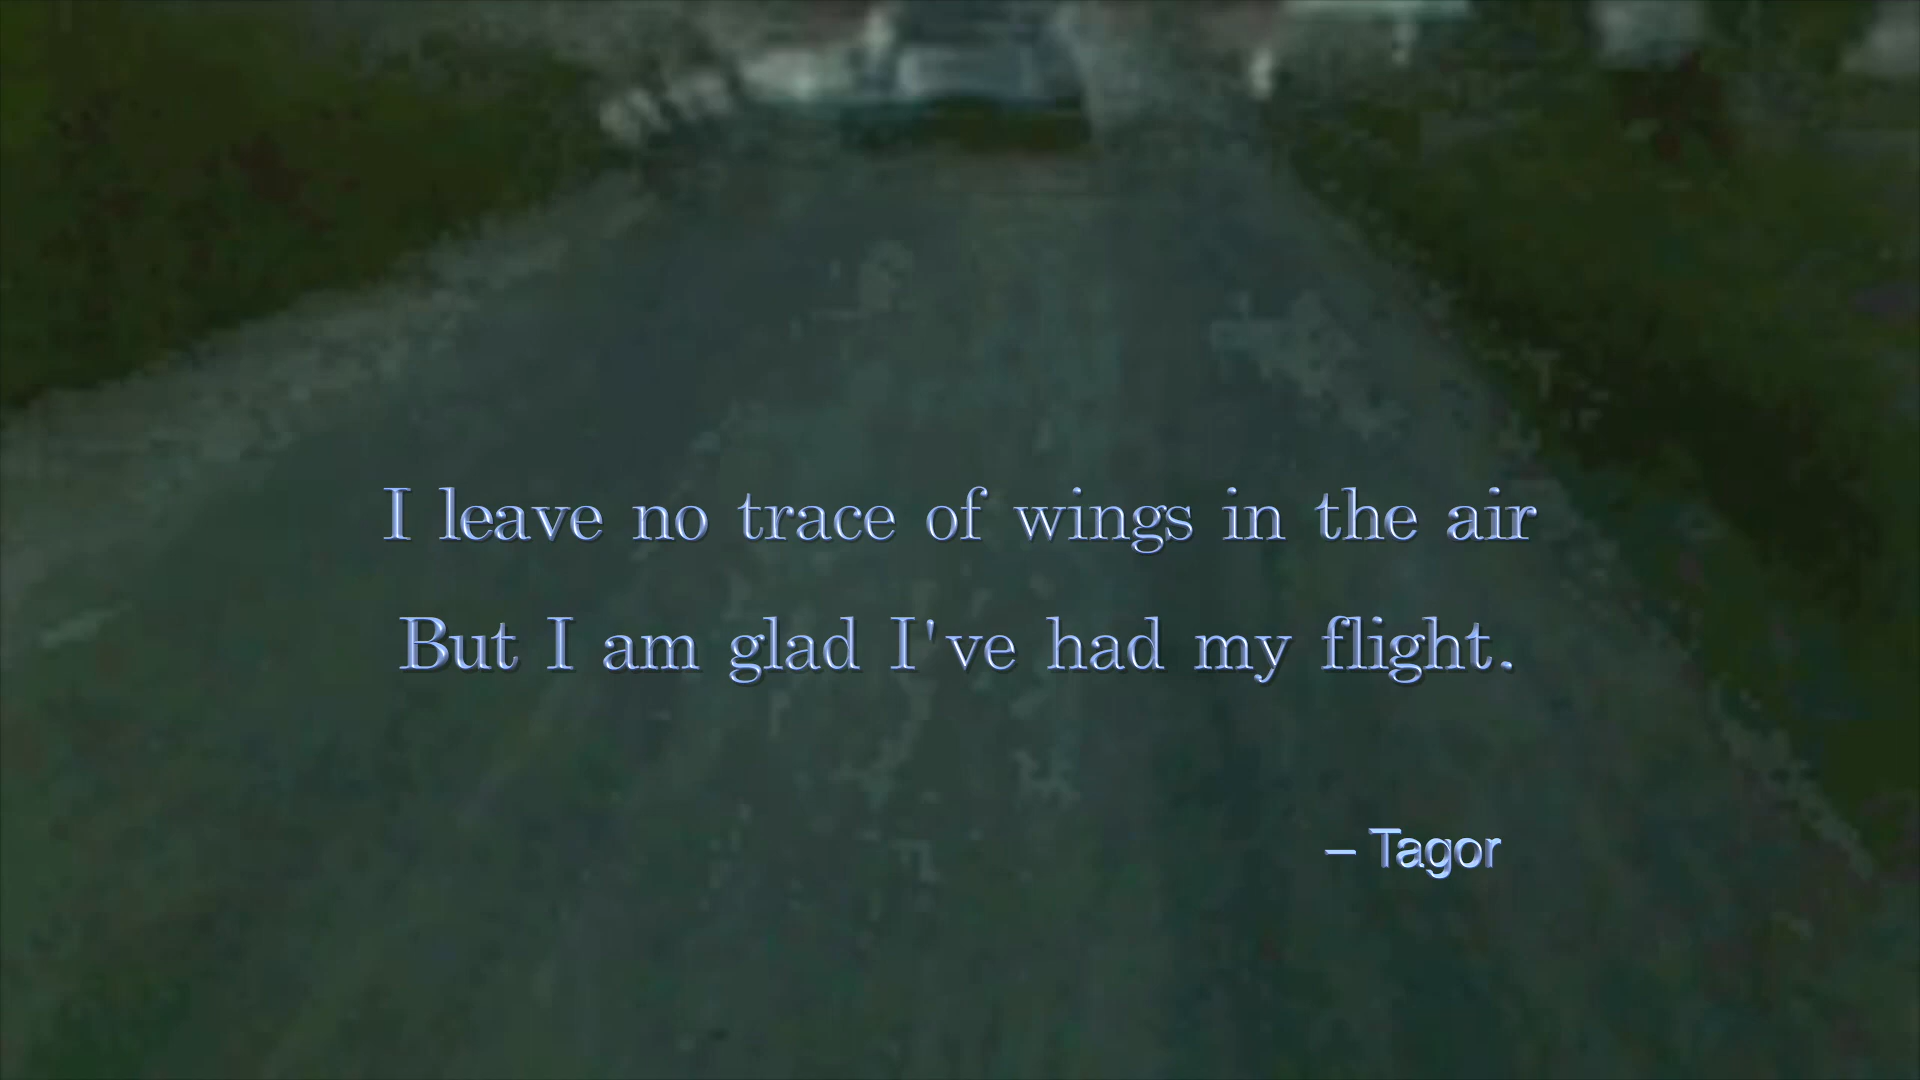 I leave no trace of wings in the air
But I am glad I've had my flight.
– Tagor